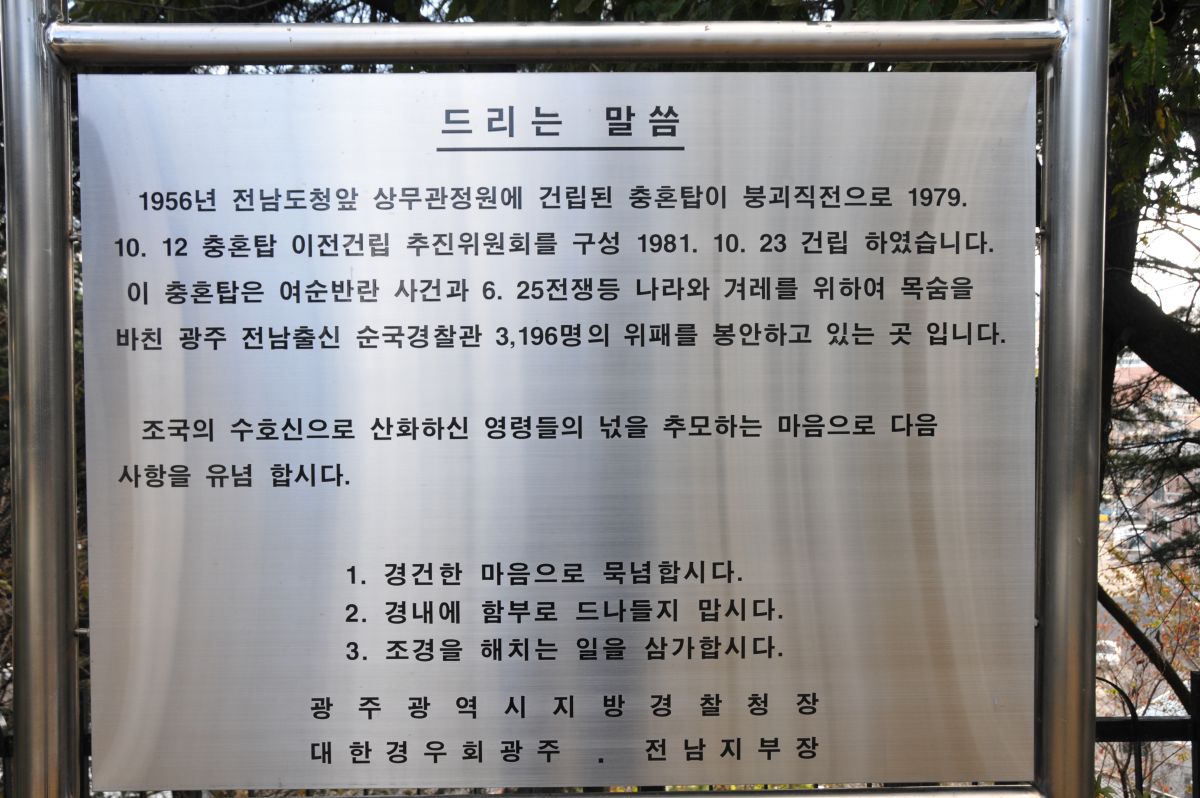 드리는 말씀
1956년 전남도청앞 상무관정원에 건립된 충혼탑이 붕괴직전으로 1979.
10. 12 충혼탑 이전건립 추진위원회를 구성 1981. 10. 23 건립 하였습니다.
이 충혼탑은 여순반란 사건과 6. 25전쟁등 나라와 겨레를 위하여 목숨을
바친 광주 전남출신 순국경찰관 3,196명의 위패를 봉안하고 있는 곳 입니다.
조국의 수호신으로 산화하신 영령들의 넋을 추모하는 마음으로 다음
사항을 유념 합시다.
1. 경건한 마음으로 묵념합시다.
2. 경내에 함부로 드나들지 맙시다.
3. 조경을 해치는 일을 삼가합시다.
광주광역시지방경찰청장
대한경우회광주 . 전남지부장